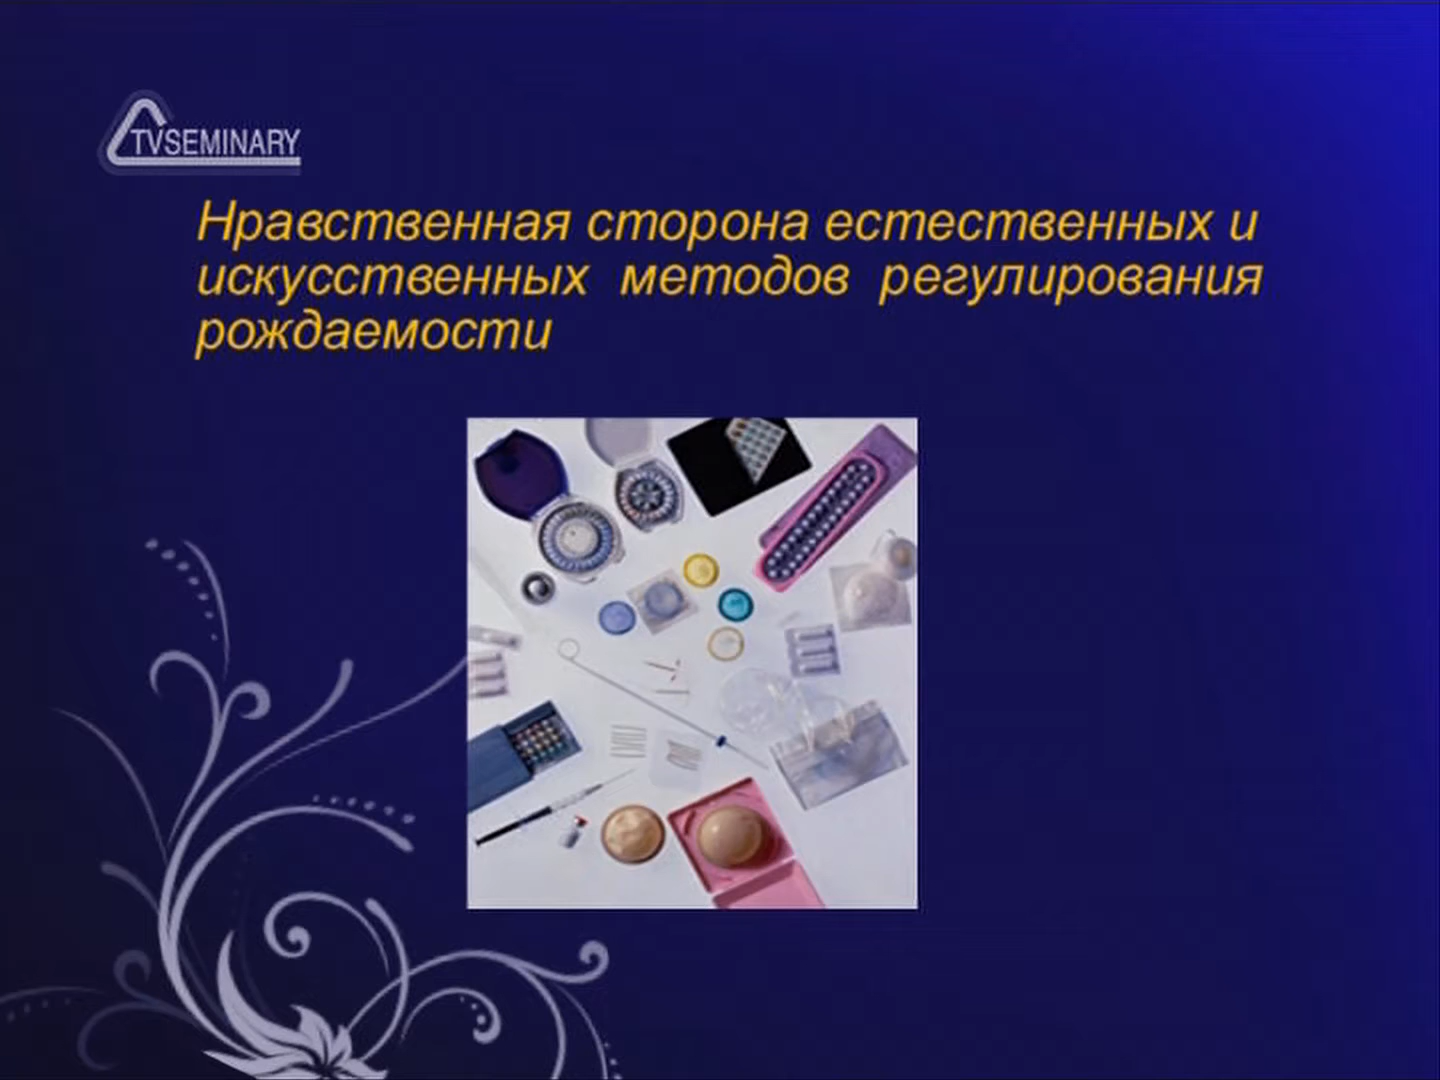 TVSEMINARY
Нравственная сторона естественных и
искусственных методов регулирования
рождаемости